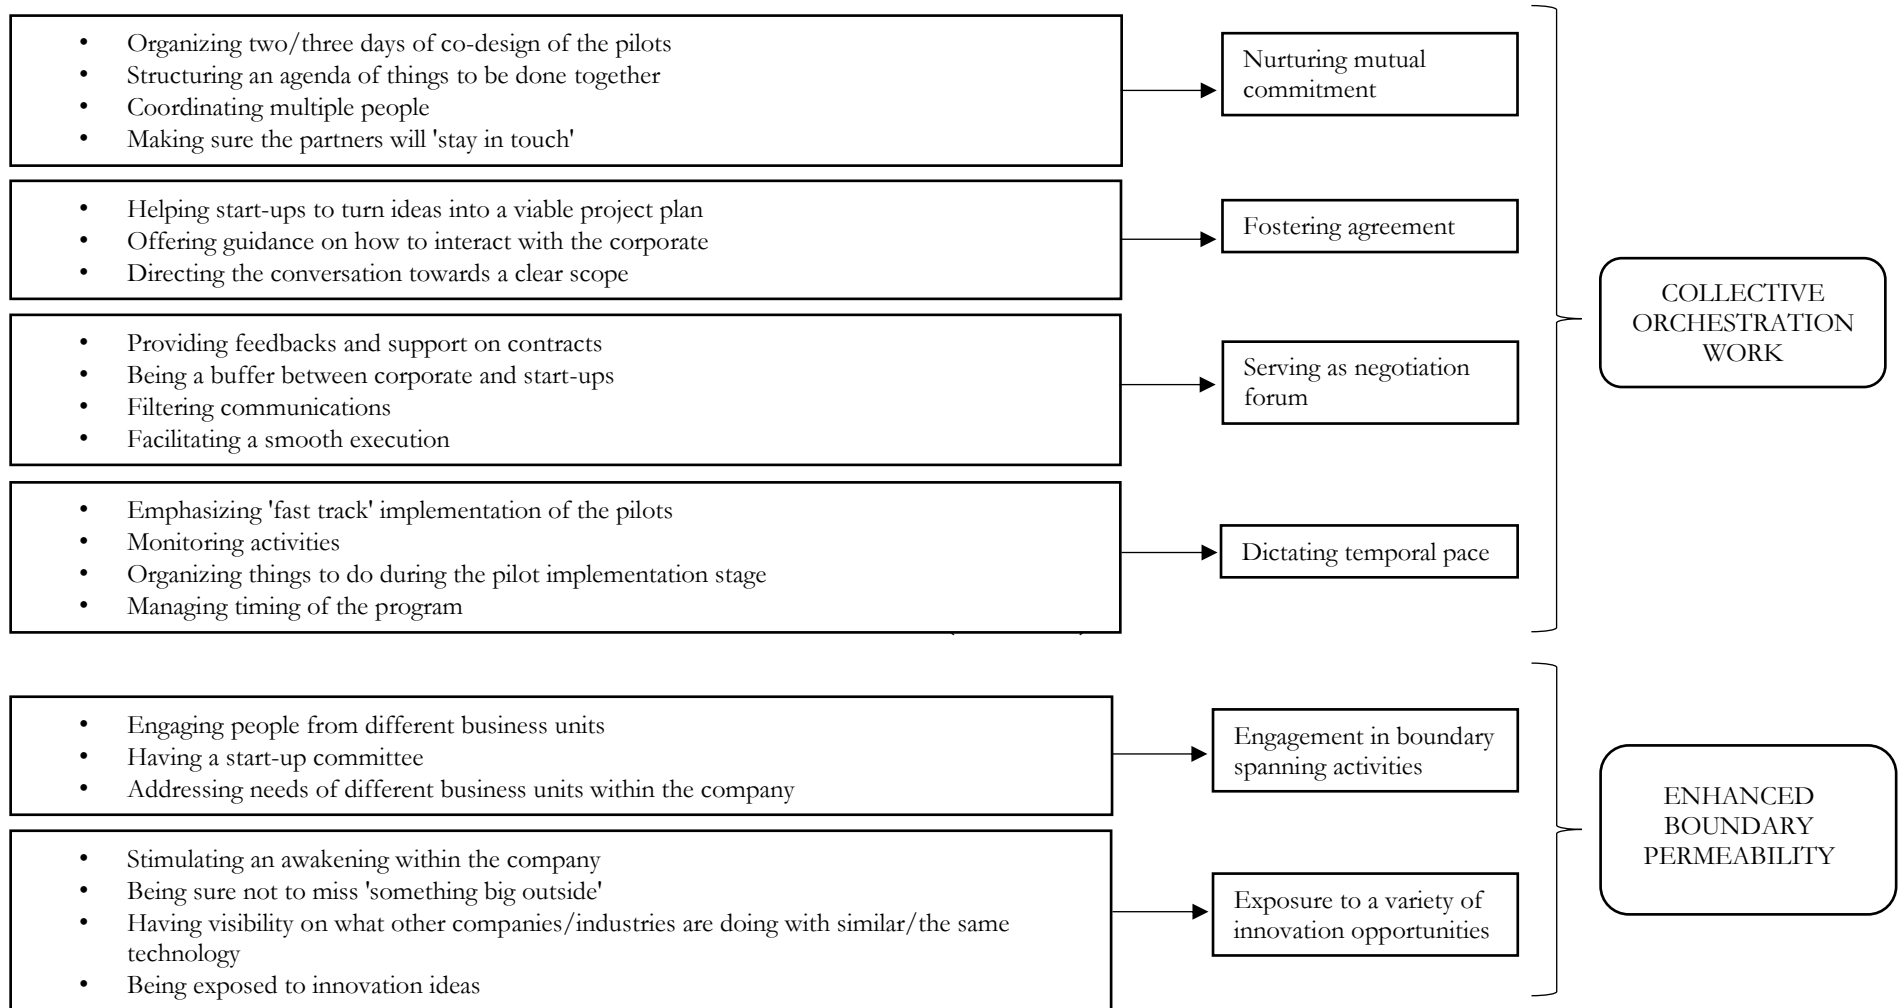 • Organizing two/three days of co-design of the pilots
• Structuring an agenda of things to be done together
• Coordinating multiple people
• Making sure the partners will 'stay in touch'
Nurturing mutual
commitment
• Helping start-ups to turn ideas into a viable project plan
• Offering guidance on how to interact with the corporate
• Directing the conversation towards a clear scope
Fostering agreement
• Providing feedbacks and support on contracts
• Being a buffer between corporate and start-ups
• Filtering communications
• Facilitating a smooth execution
Serving as negotiation
forum
• Emphasizing 'fast track' implementation of the pilots
• Monitoring activities
• Organizing things to do during the pilot implementation stage
• Managing timing of the program
Dictating temporal pace
COLLECTIVE
ORCHESTRATION
WORK
• Engaging people from different business units
• Having a start-up committee
• Addressing needs of different business units within the company
Engagement in boundary
spanning activities
• Stimulating an awakening within the company
• Being sure not to miss 'something big outside'
• Having visibility on what other companies/industries are doing with similar/the same
technology
• Being exposed to innovation ideas
Exposure to a variety of
innovation opportunities
ENHANCED
BOUNDARY
PERMEABILITY